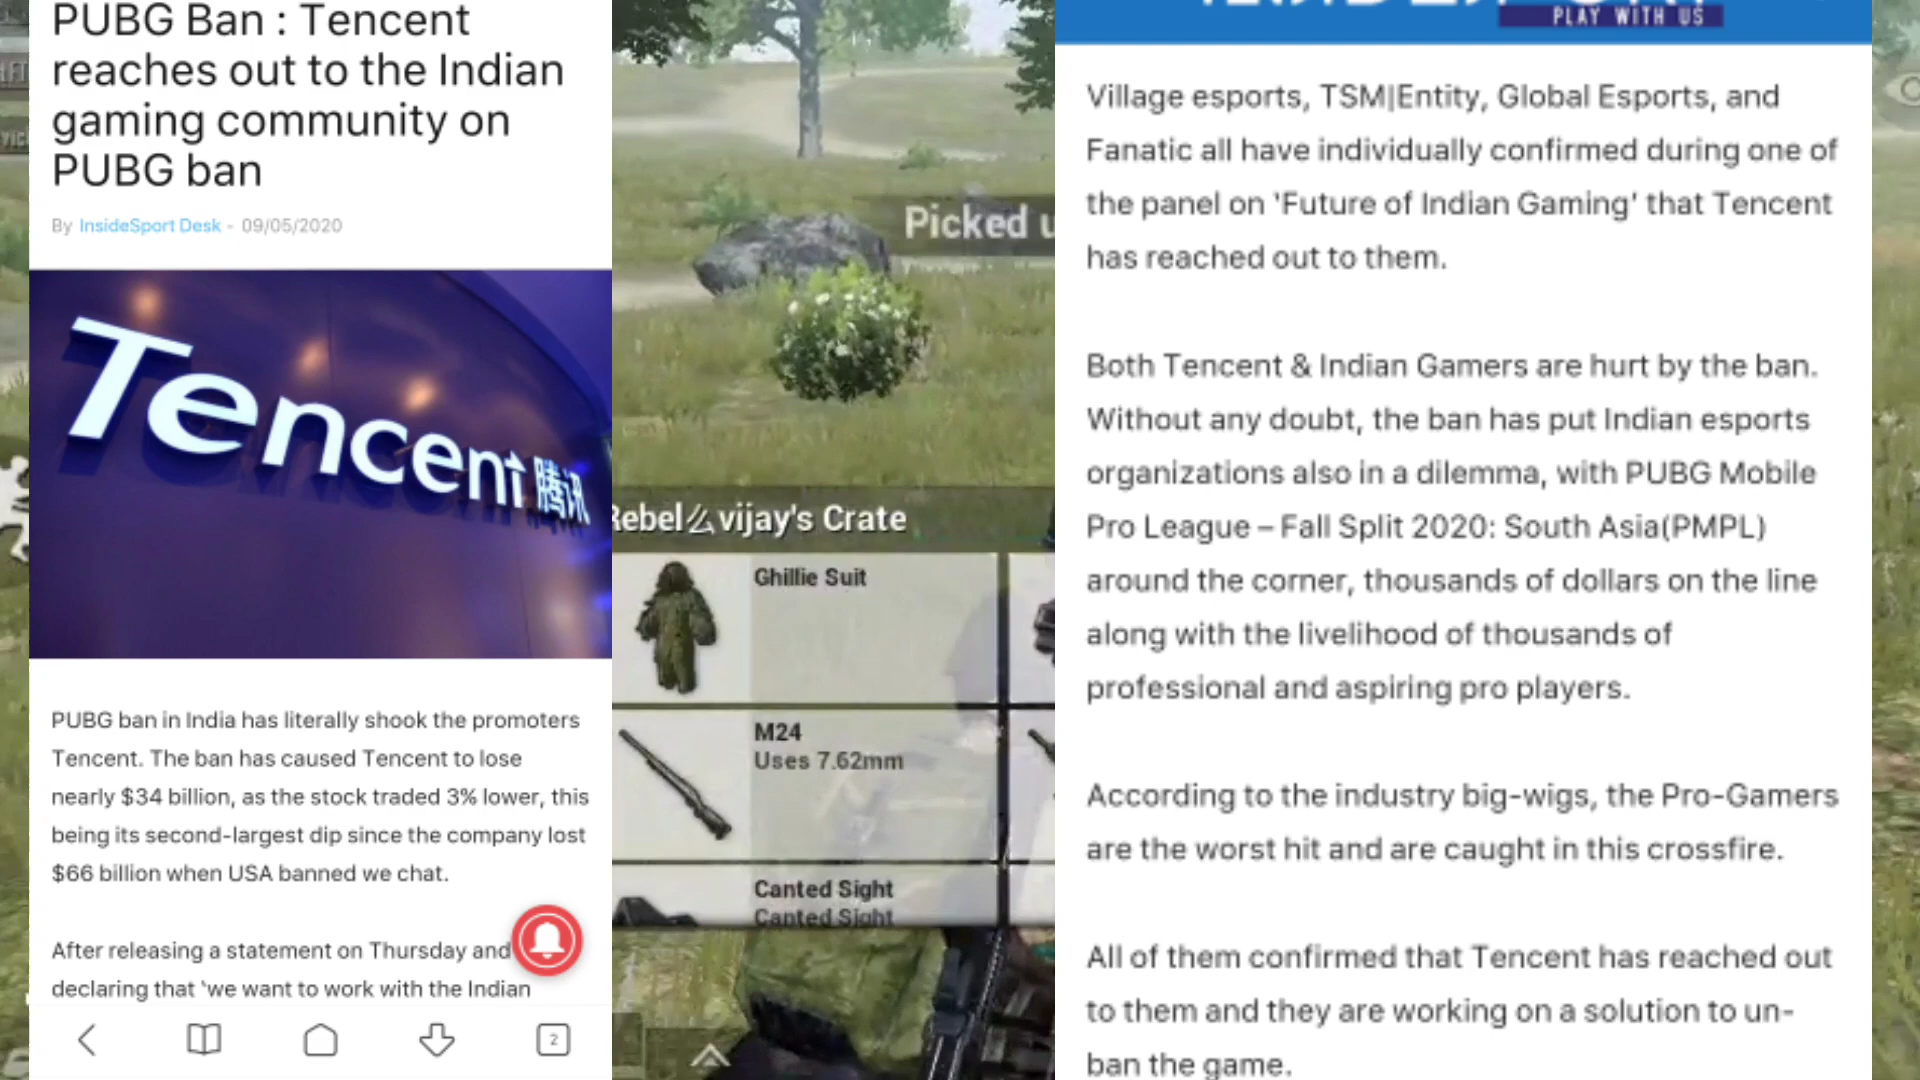 PUBG Ban : Tencent
reaches out to the Indian
gaming community on
PUBG ban
By InsideSport Desk - 09/05/2020
Tencent 腾讯
PUBG ban in India has literally shook the promoters
Tencent. The ban has caused Tencent to lose
nearly $34 billion, as the stock traded 3% lower, this
being its second-largest dip since the company lost
$66 billion when USA banned we chat.
After releasing a statement on Thursday and
declaring that 'we want to work with the Indian
2
Picked u
Rebel么vijay's Crate
Ghillie Suit
M24
Uses 7.62mm
Canted Sight
Canted Sight
PLAY WITH US
Village esports, TSM|Entity, Global Esports, and
Fanatic all have individually confirmed during one of
the panel on 'Future of Indian Gaming' that Tencent
has reached out to them.
Both Tencent & Indian Gamers are hurt by the ban.
Without any doubt, the ban has put Indian esports
organizations also in a dilemma, with PUBG Mobile
Pro League – Fall Split 2020: South Asia(PMPL)
around the corner, thousands of dollars on the line
along with the livelihood of thousands of
professional and aspiring pro players.
According to the industry big-wigs, the Pro-Gamers
are the worst hit and are caught in this crossfire.
All of them confirmed that Tencent has reached out
to them and they are working on a solution to un-
ban the game.